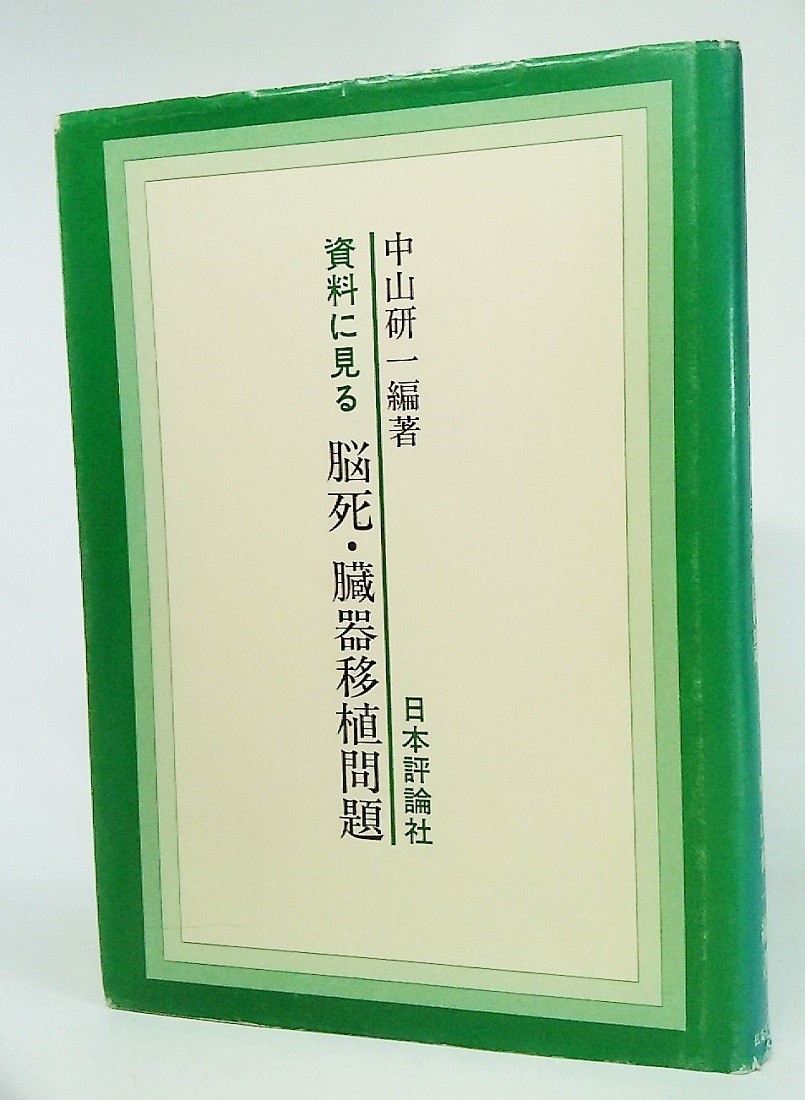 中山研一編著
資料に見る 脳死・臓器移植問題
日本評論社